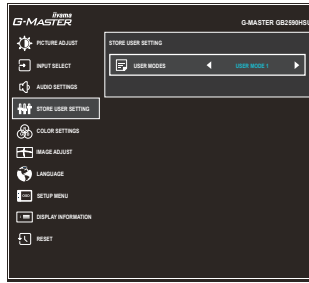 iiyama
G-MASTER
G-MASTER GB2590HSU
PICTURE ADJUST
STORE USER SETTING
INPUT SELECT
USER MODES
USER MODE 1
AUDIO SETTINGS
STORE USER SETTING
COLOR SETTINGS
IMAGE ADJUST
LANGUAGE
OSD
SETUP MENU
DISPLAY INFORMATION
RESET